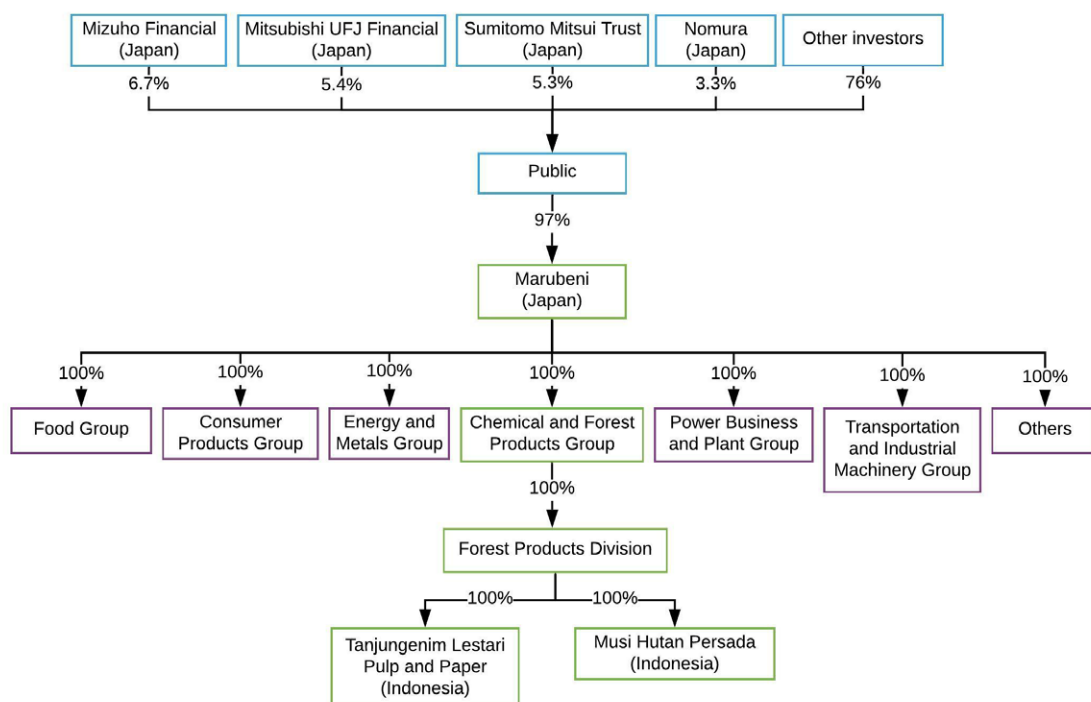 Mizuho Financial
(Japan)
Mitsubishi UFJ Financial
(Japan)
Sumitomo Mitsui Trust
(Japan)
Nomura
(Japan)
Other investors
6.7%
5.4%
5.3%
3.3%
76%
Public
97%
Marubeni
(Japan)
100%
100%
100%
100%
100%
100%
100%
Food Group
Consumer
Products Group
Energy and
Metals Group
Chemical and Forest
Products Group
Power Business
and Plant Group
Transportation
and Industrial
Machinery Group
Others
100%
Forest Products Division
100%
100%
Tanjungenim Lestari
Pulp and Paper
(Indonesia)
Musi Hutan Persada
(Indonesia)